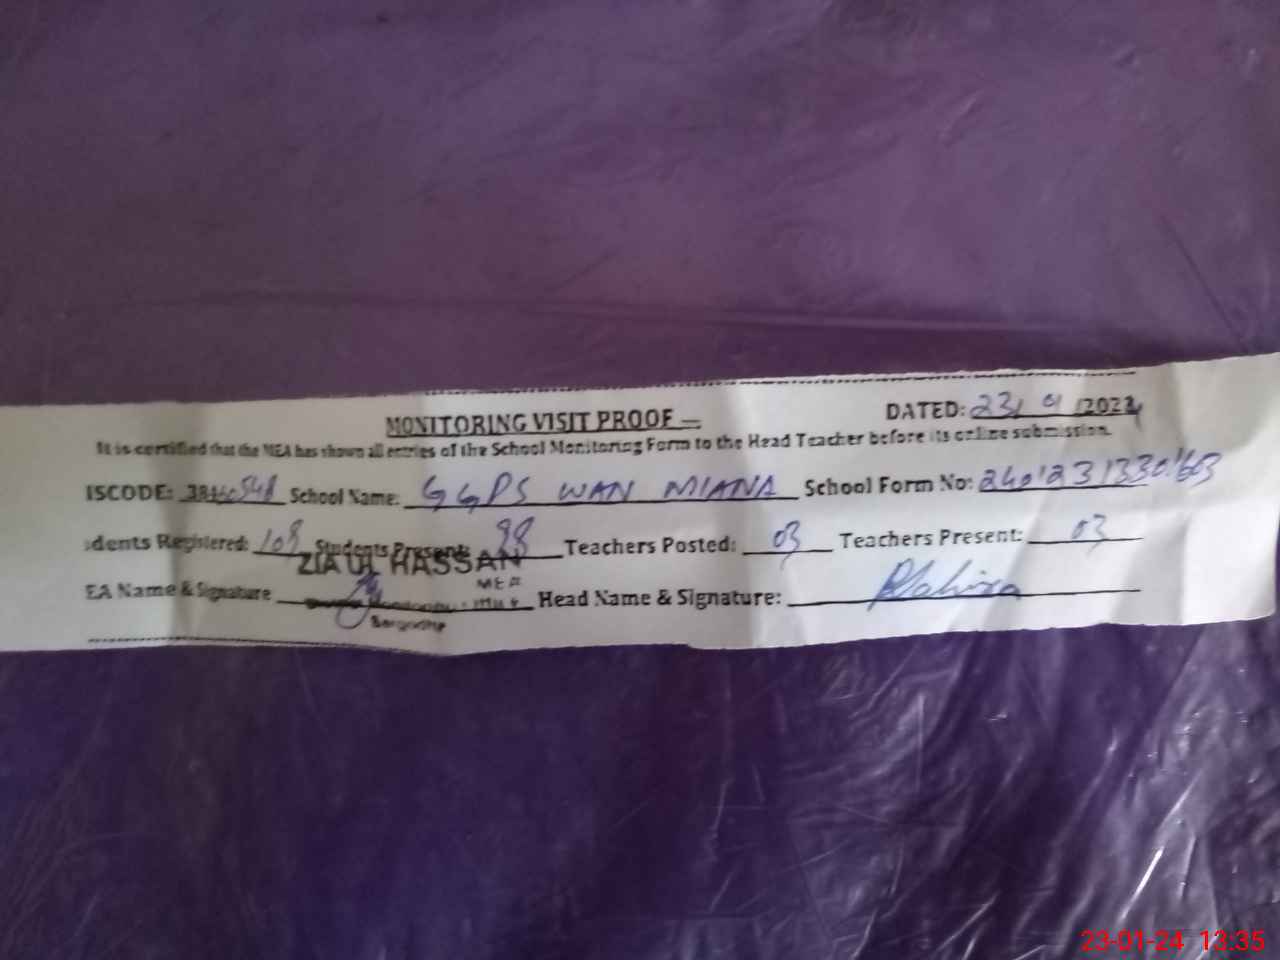 MONITORING VISIT PROOF —
DATED: 23/ 01 /2024
It is certified that the MEA has shown all entries of the School Monitoring Form to the Head Teacher before its online submission.
ISCODE: School Name: GGPS WAN MIANA School Form No:
dents Registered: 108 Students Present: 98 Teachers Posted: 03 Teachers Present: 03
ZIA UL HASSAN
MEA
EA Name & Signature Head Name & Signature:
Sargodha
23-01-24 13:35